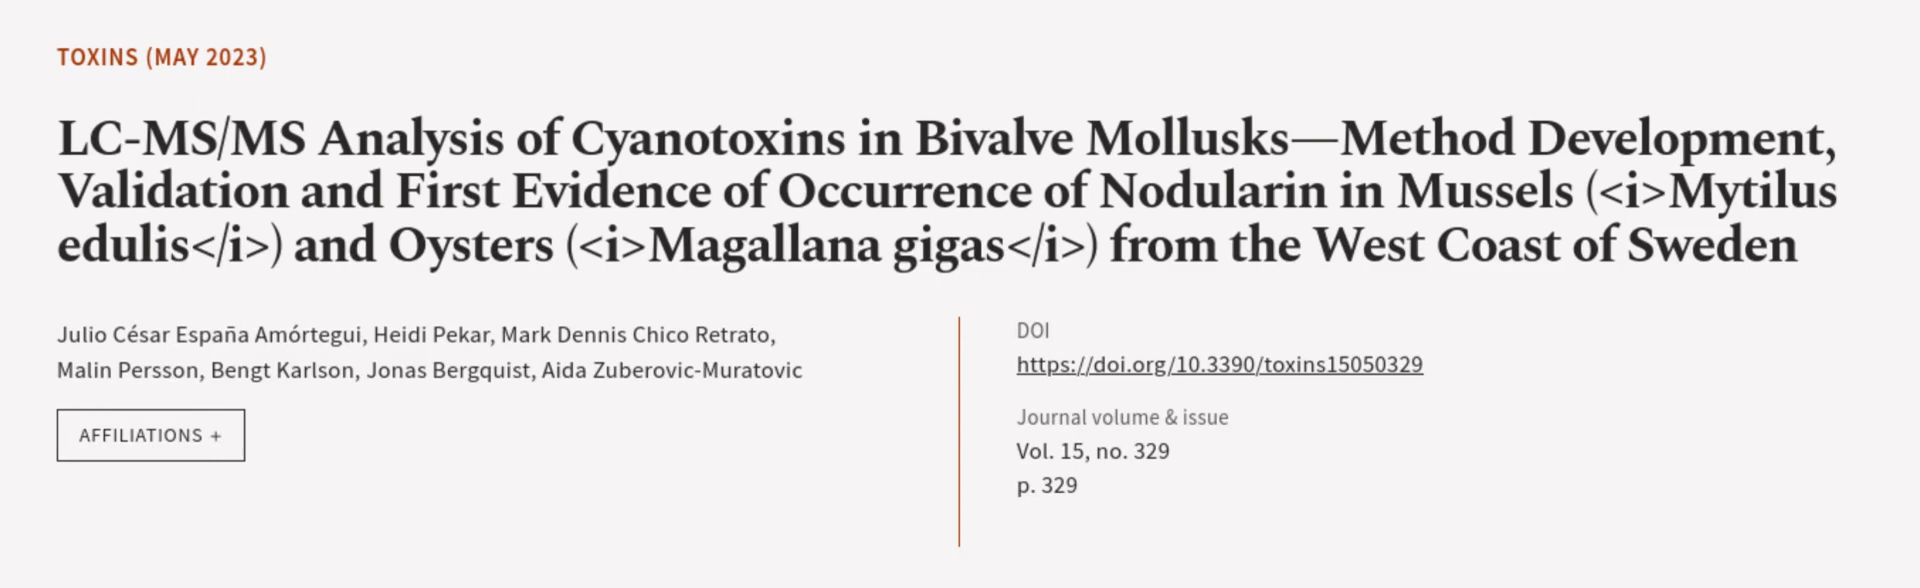 TOXINS (MAY 2023)
LC-MS/MS Analysis of Cyanotoxins in Bivalve Mollusks—Method Development,
Validation and First Evidence of Occurrence of Nodularin in Mussels (<i>Mytilus
edulis</i>) and Oysters (<i>Magallana gigas</i>) from the West Coast of Sweden
Julio César España Amórtegui, Heidi Pekar, Mark Dennis Chico Retrato,
Malin Persson, Bengt Karlson, Jonas Bergquist, Aida Zuberovic-Muratovic
AFFILIATIONS +
DOI
https://doi.org/10.3390/toxins15050329
Journal volume & issue
Vol. 15, no. 329
p. 329